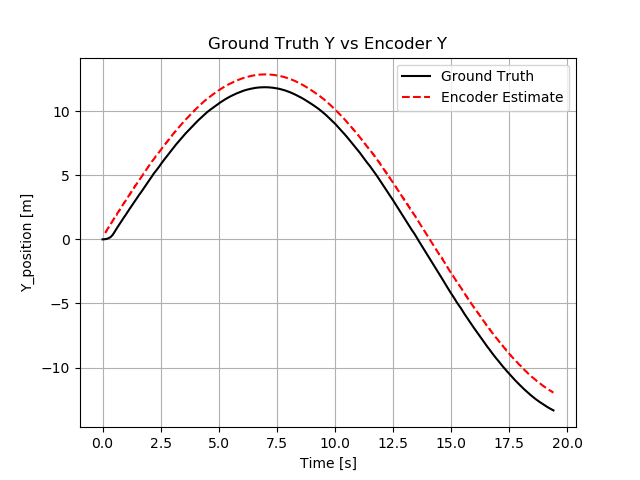 Ground Truth Y vs Encoder Y
Ground Truth
Encoder Estimate
Y_position [m]
10
5
0
−5
−10
0.0 2.5 5.0 7.5 10.0 12.5 15.0 17.5 20.0
Time [s]